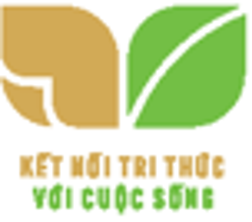 KẾT NỐI TRI THỨC
VỚI CUỘC SỐNG